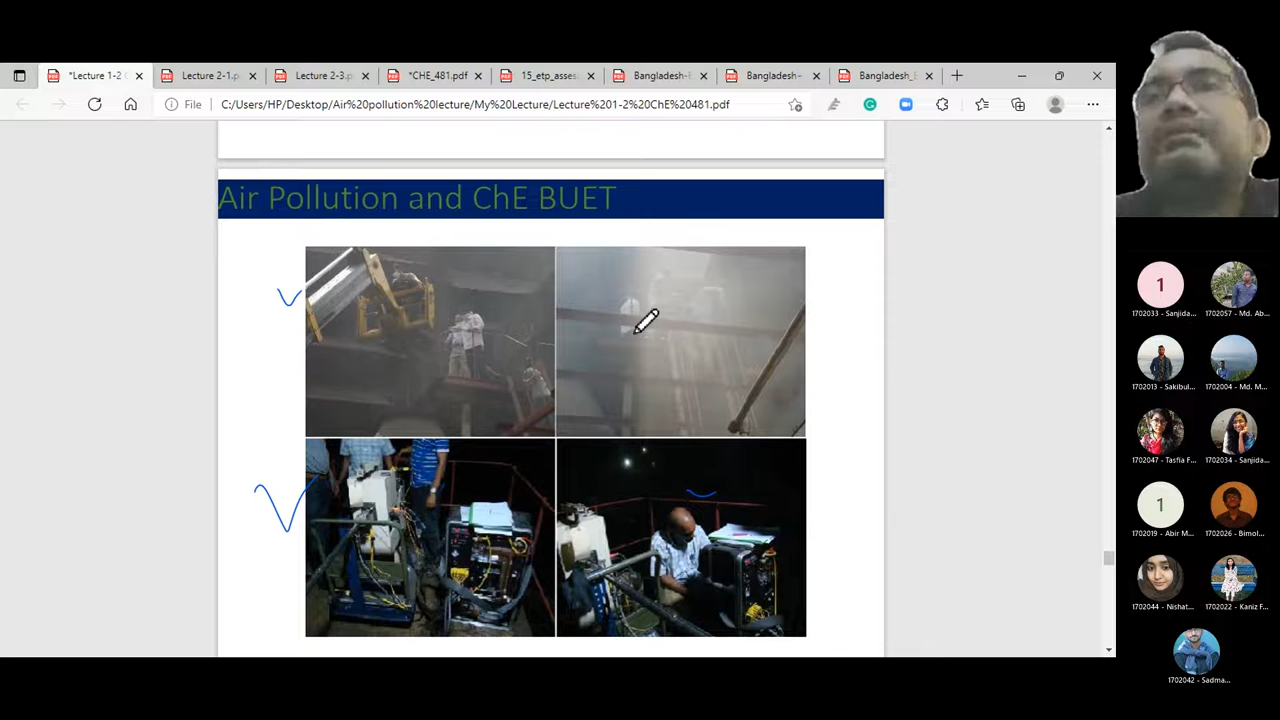 *Lecture 1-2 C
Lecture 2-1.p
Lecture 2-3.p
*CHE_481.pdf
15_etp_asses
Bangladesh-E
Bangladesh-
Bangladesh_E
File
C:/Users/HP/Desktop/Air%20pollution%20lecture/My%20Lecture/Lecture%201-2%20ChE%20481.pdf
Air Pollution and ChE BUET
1
1702033 - Sanjida...
1702057 - Md. Ab...
1702013 - Sakibul...
1702004 - Md. M...
1702047 - Tasfia F...
1702034 - Sanjida...
1
1702019 - Abir M...
1702026 - Bimol...
1702044 - Nishat...
1702022 - Kaniz F...
1702042 - Sadma...